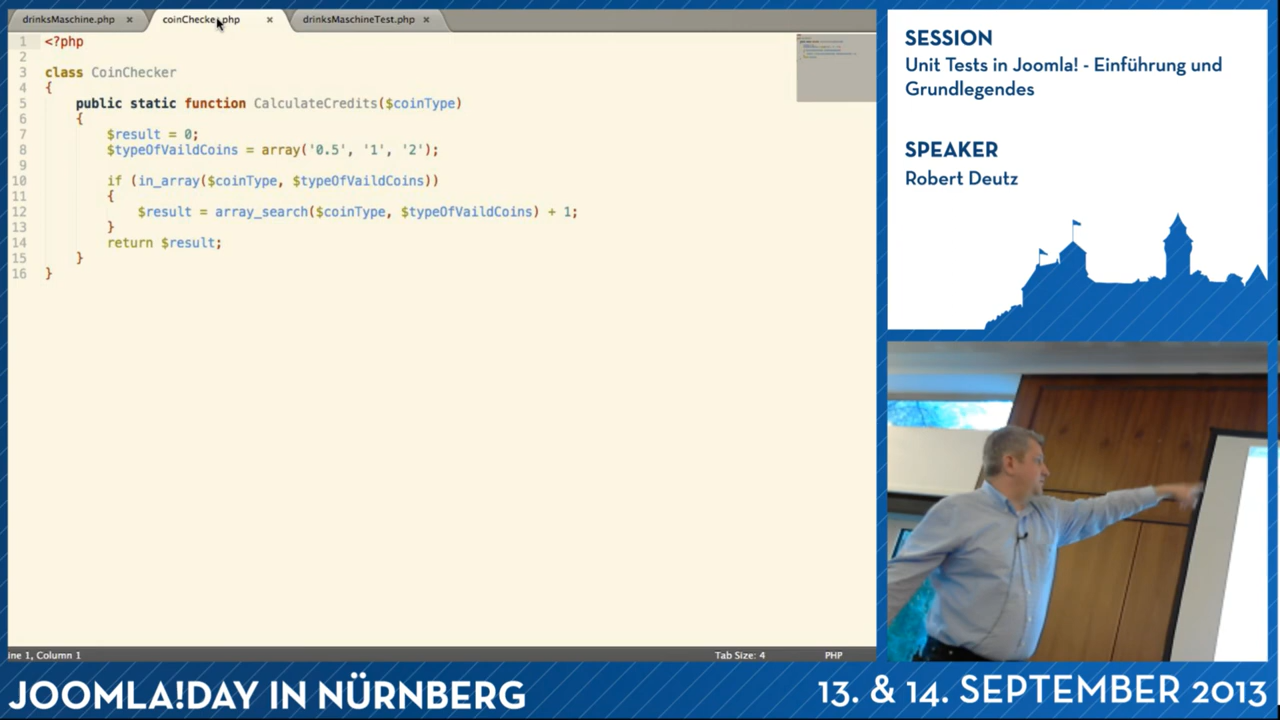 drinksMaschine.php × coinChecker.php × drinksMaschineTest.php ×
1 <?php
2
3 class CoinChecker
4 {
5 public static function CalculateCredits($coinType)
6 {
7 $result = 0;
8 $typeOfVaildCoins = array('0.5', '1', '2');
9
10 if (in_array($coinType, $typeOfVaildCoins))
11 {
12 $result = array_search($coinType, $typeOfVaildCoins) + 1;
13 }
14 return $result;
15 }
16 }
ine 1, Column 1 Tab Size: 4 PHP
SESSION
Unit Tests in Joomla! - Einführung und
Grundlegendes
SPEAKER
Robert Deutz
JOOMLA!DAY IN NÜRNBERG 13. & 14. SEPTEMBER 2013